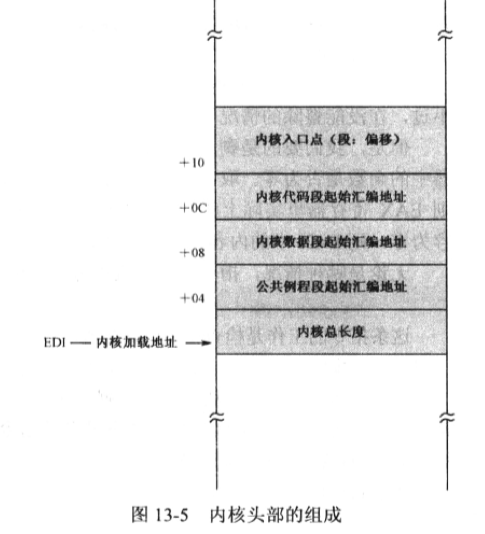 内核入口点（段：偏移）
+10
内核代码段起始汇编地址
+0C
内核数据段起始汇编地址
+08
公共例程段起始汇编地址
+04
EDI — 内核加载地址
内核总长度
图 13-5 内核头部的组成